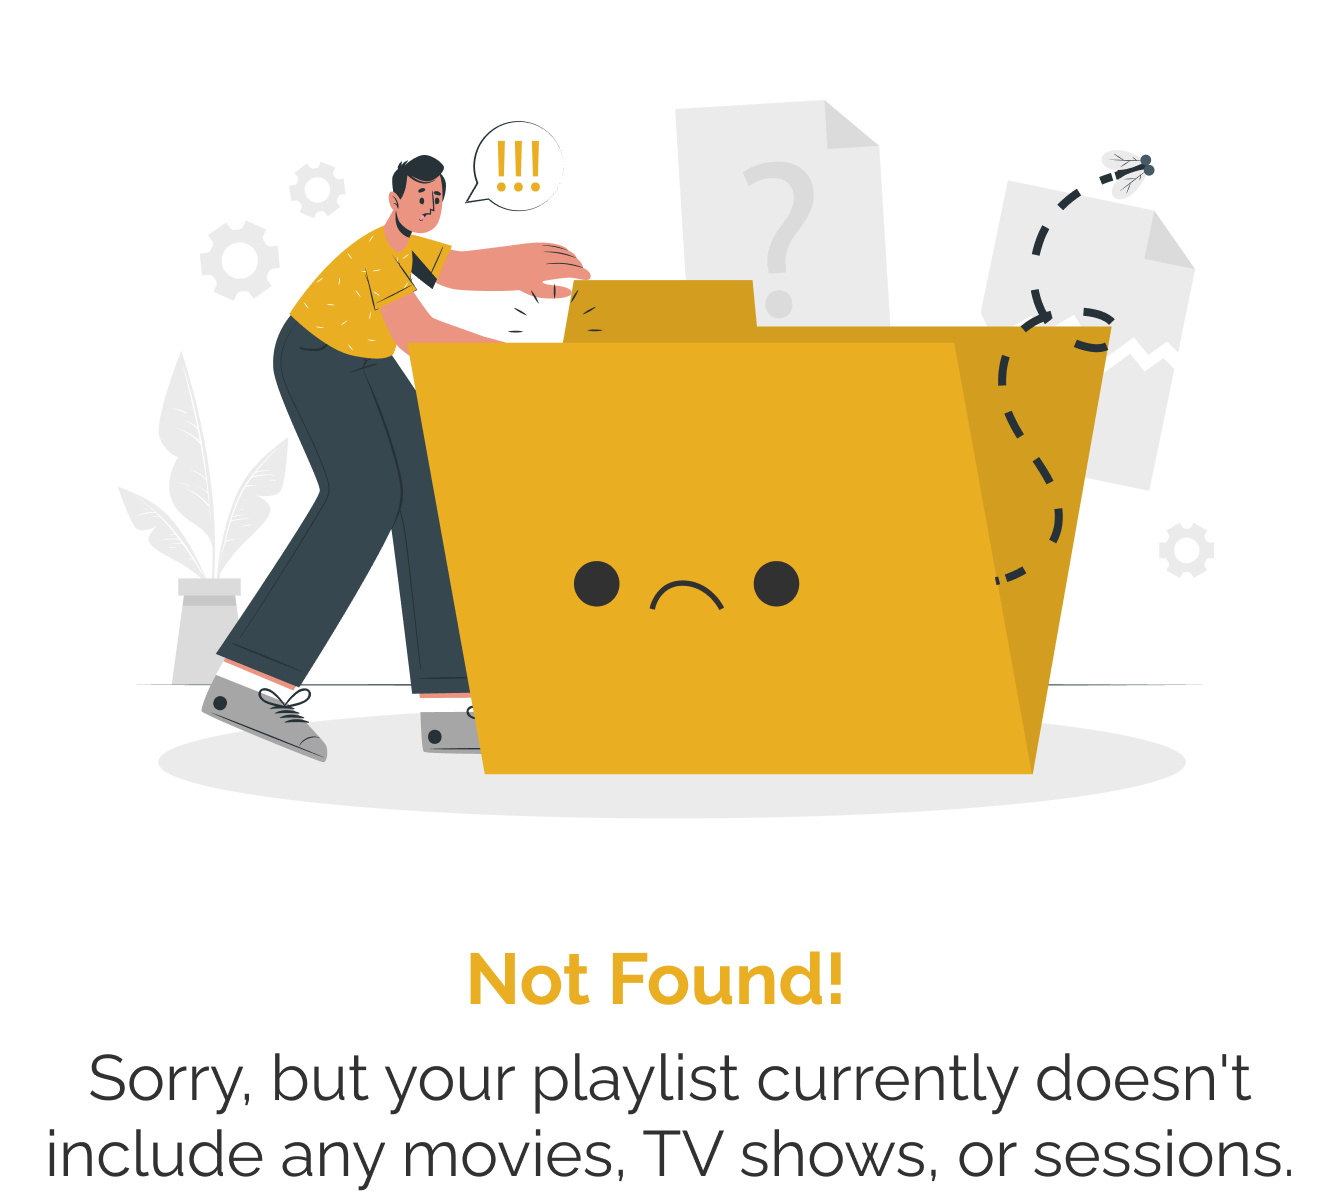 !!!
?
Not Found!
Sorry, but your playlist currently doesn't
include any movies, TV shows, or sessions.